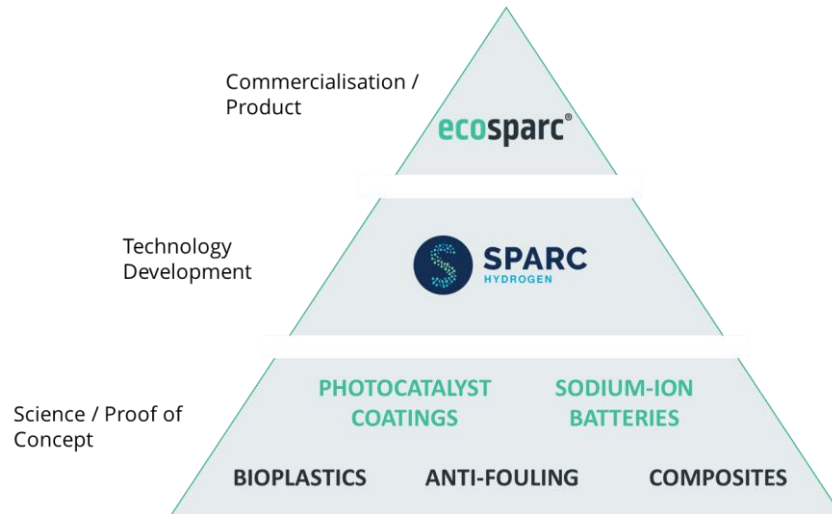 Commercialisation /
Product
ecosparc®
Technology
Development
SPARC
HYDROGEN
PHOTOCATALYST
COATINGS
SODIUM-ION
BATTERIES
Science / Proof of
Concept
BIOPLASTICS
ANTI-FOULING
COMPOSITES